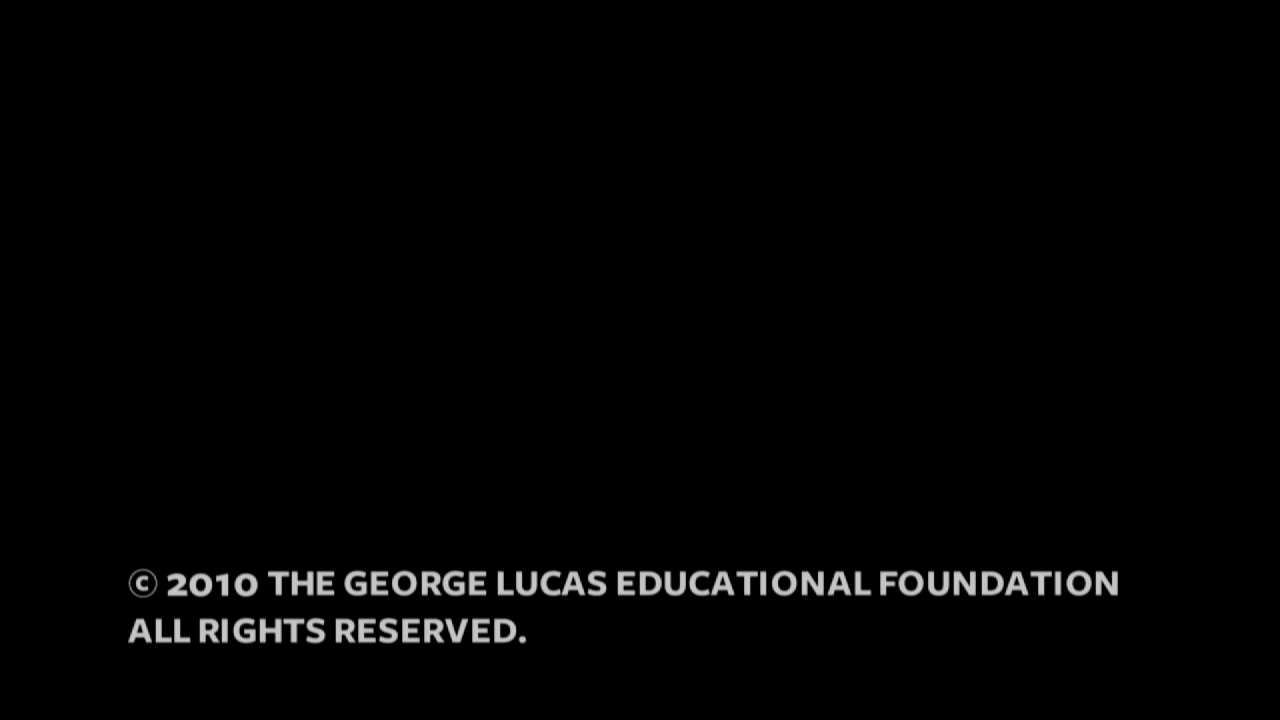 © 2010 THE GEORGE LUCAS EDUCATIONAL FOUNDATION
ALL RIGHTS RESERVED.